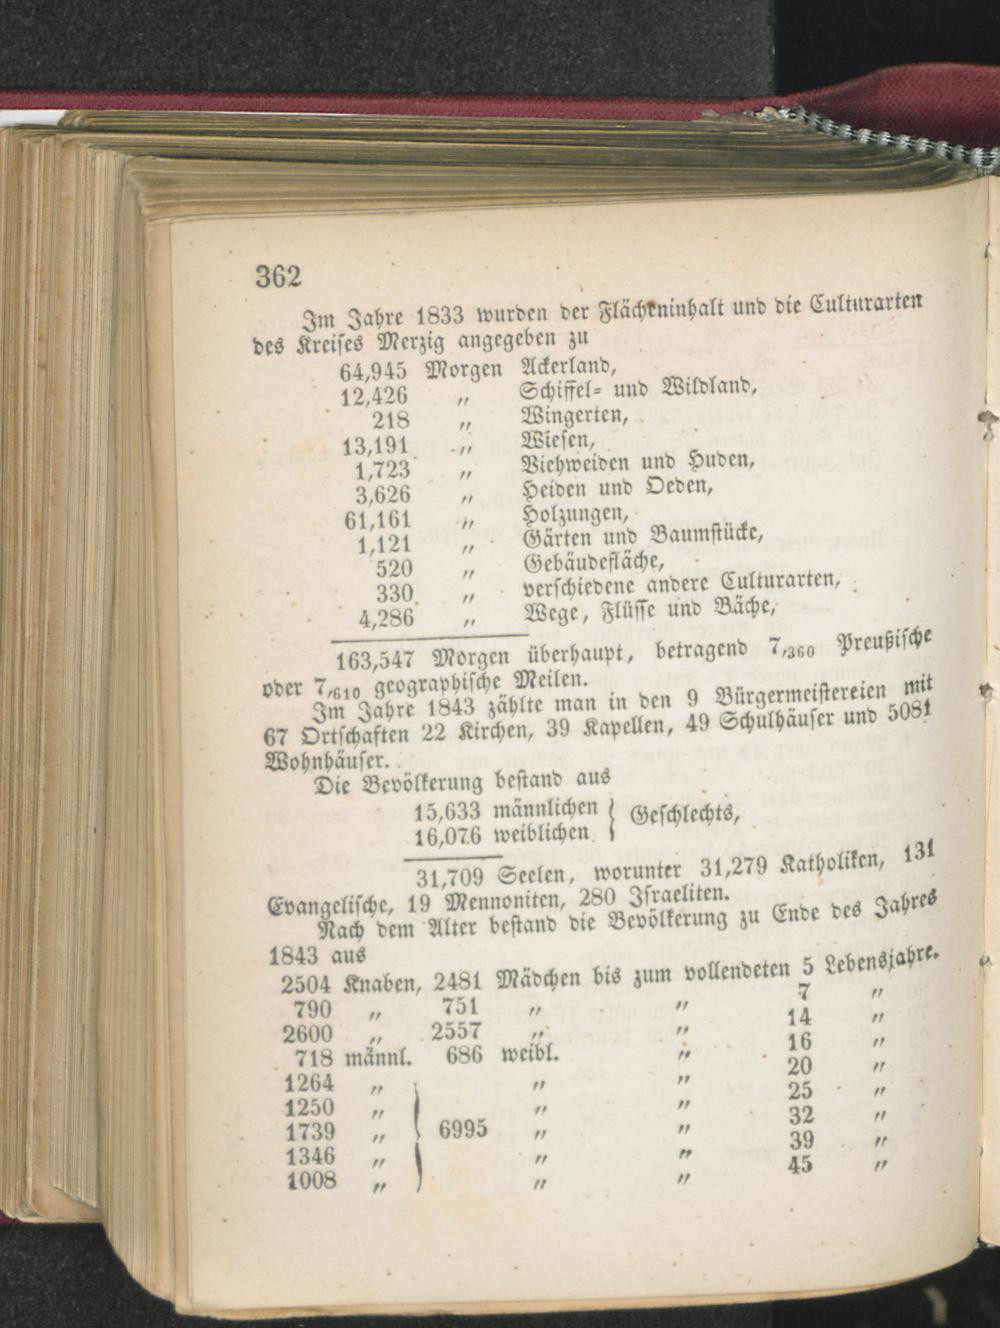 362
Im Jahre 1833 wurden der Flächeninhalt und die Culturarten
des Kreises Merzig angegeben zu
64,945 Morgen Ackerland,
12,426 „ Schiffel- und Wildland,
218 „ Wingerten,
13,191 „ Wiesen,
1,723 „ Viehweiden und Huden,
3,626 „ Heiden und Oeden,
61,161 „ Holzungen,
1,121 „ Gärten und Baumstücke,
520 „ Gebäudefläche,
330 „ verschiedene andere Culturarten,
4,286 „ Wege, Flüsse und Bäche,
163,547 Morgen überhaupt, betragend 7,360 Preußische
oder 7,610 geographische Meilen.
Im Jahre 1843 zählte man in den 9 Bürgermeistereien mit
67 Ortschaften 22 Kirchen, 39 Kapellen, 49 Schulhäuser und 5081
Wohnhäuser.
Die Bevölkerung bestand aus
15,633 männlichen } Geschlechts,
16,076 weiblichen
31,709 Seelen, worunter 31,279 Katholiken, 131
Evangelische, 19 Mennoniten, 280 Israeliten.
Nach dem Alter bestand die Bevölkerung zu Ende des Jahres
1843 aus
2504 Knaben, 2481 Mädchen bis zum vollendeten 5 Lebensjahre.
790 „ 751 „ „ 7 „
2600 „ 2557 „ „ 14 „
718 männl. 686 weibl. „ 16 „
1264 „ „ „ 20 „
1250 „ „ „ 25 „
1739 „ } 6995 „ „ 32 „
1346 „ „ „ 39 „
1008 „ „ „ 45 „